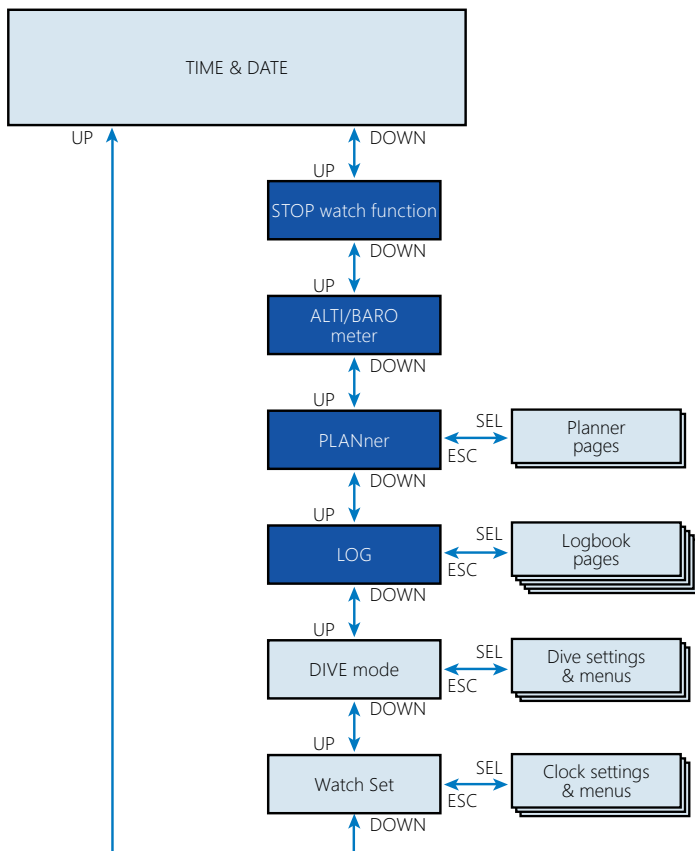 TIME & DATE
UP
DOWN
UP
STOP watch function
DOWN
UP
ALTI/BARO
meter
DOWN
UP
PLANner
SEL
ESC
Planner
pages
DOWN
UP
LOG
SEL
ESC
Logbook
pages
DOWN
UP
DIVE mode
SEL
ESC
Dive settings
& menus
DOWN
UP
Watch Set
SEL
ESC
Clock settings
& menus
DOWN